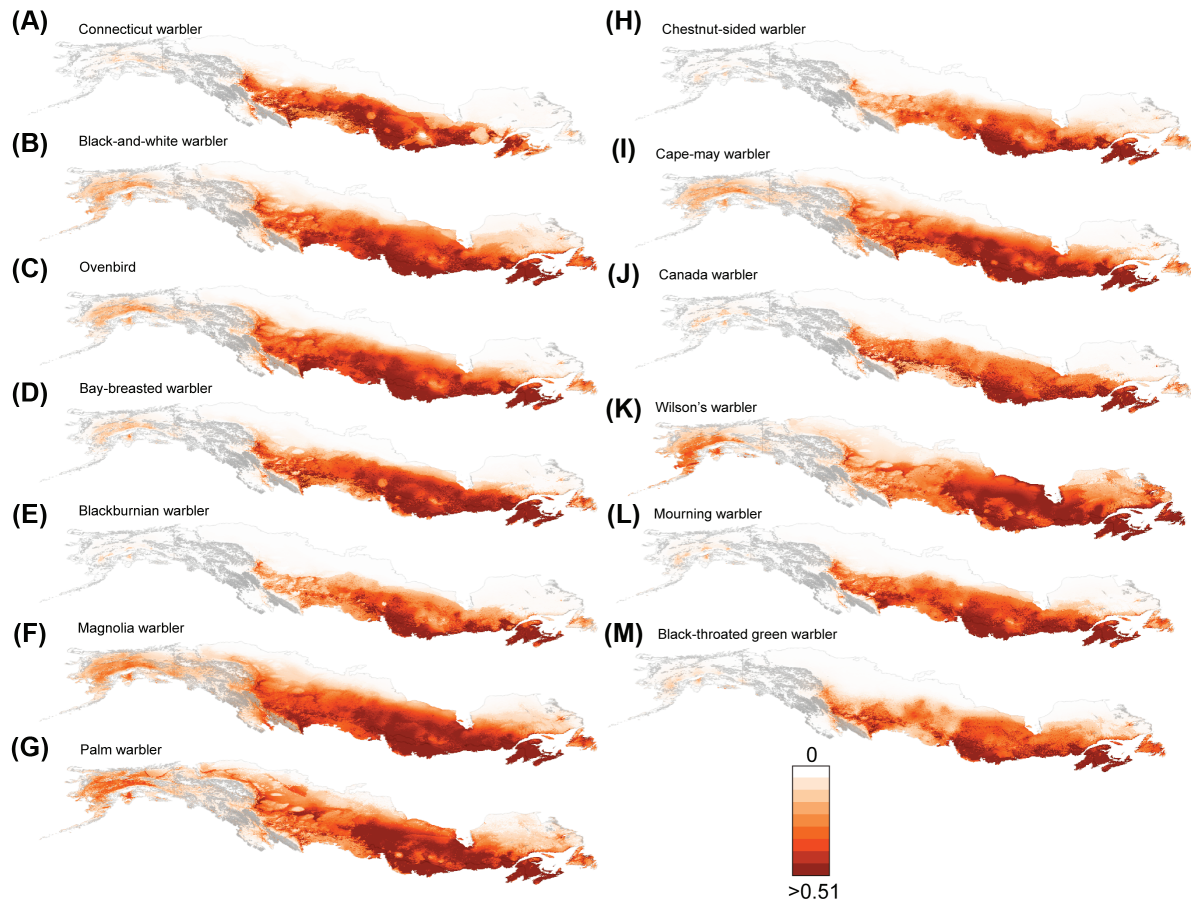 (A)
Connecticut warbler
(B)
Black-and-white warbler
(C)
Ovenbird
(D)
Bay-breasted warbler
(E)
Blackburnian warbler
(F)
Magnolia warbler
(G)
Palm warbler
(H)
Chestnut-sided warbler
(I)
Cape-may warbler
(J)
Canada warbler
(K)
Wilson's warbler
(L)
Mourning warbler
(M)
Black-throated green warbler
0
>0.51